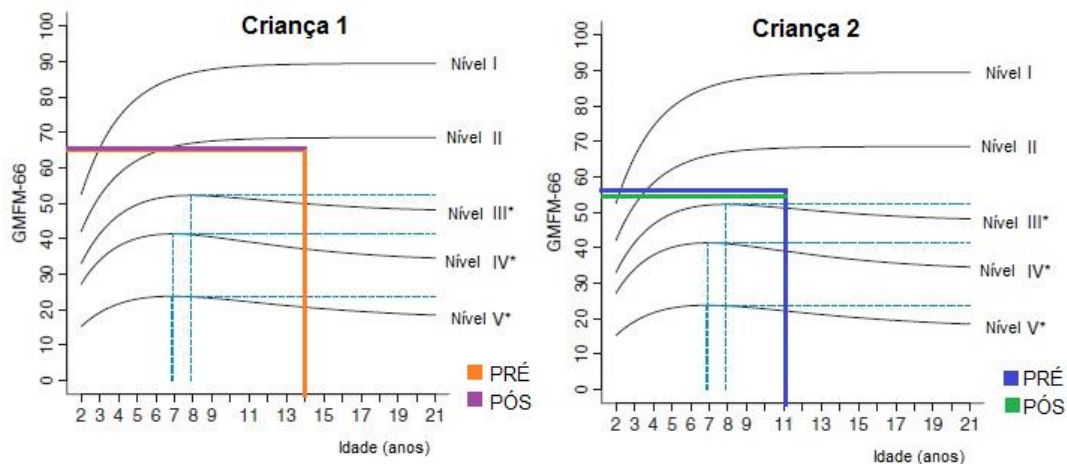 Criança 1
GMFM-66
100
90
80
70
60
50
40
30
20
10
0
Nível I
Nível II
Nível III*
Nível IV*
Nível V*
PRÉ
PÓS
2 3 4 5 6 7 9 11 13 15 17 19 21
Idade (anos)
Criança 2
GMFM-66
100
90
80
70
60
50
40
30
20
10
0
Nível I
Nível II
Nível III*
Nível IV*
Nível V*
PRÉ
PÓS
2 3 4 5 6 7 9 11 13 15 17 19 21
Idade (anos)